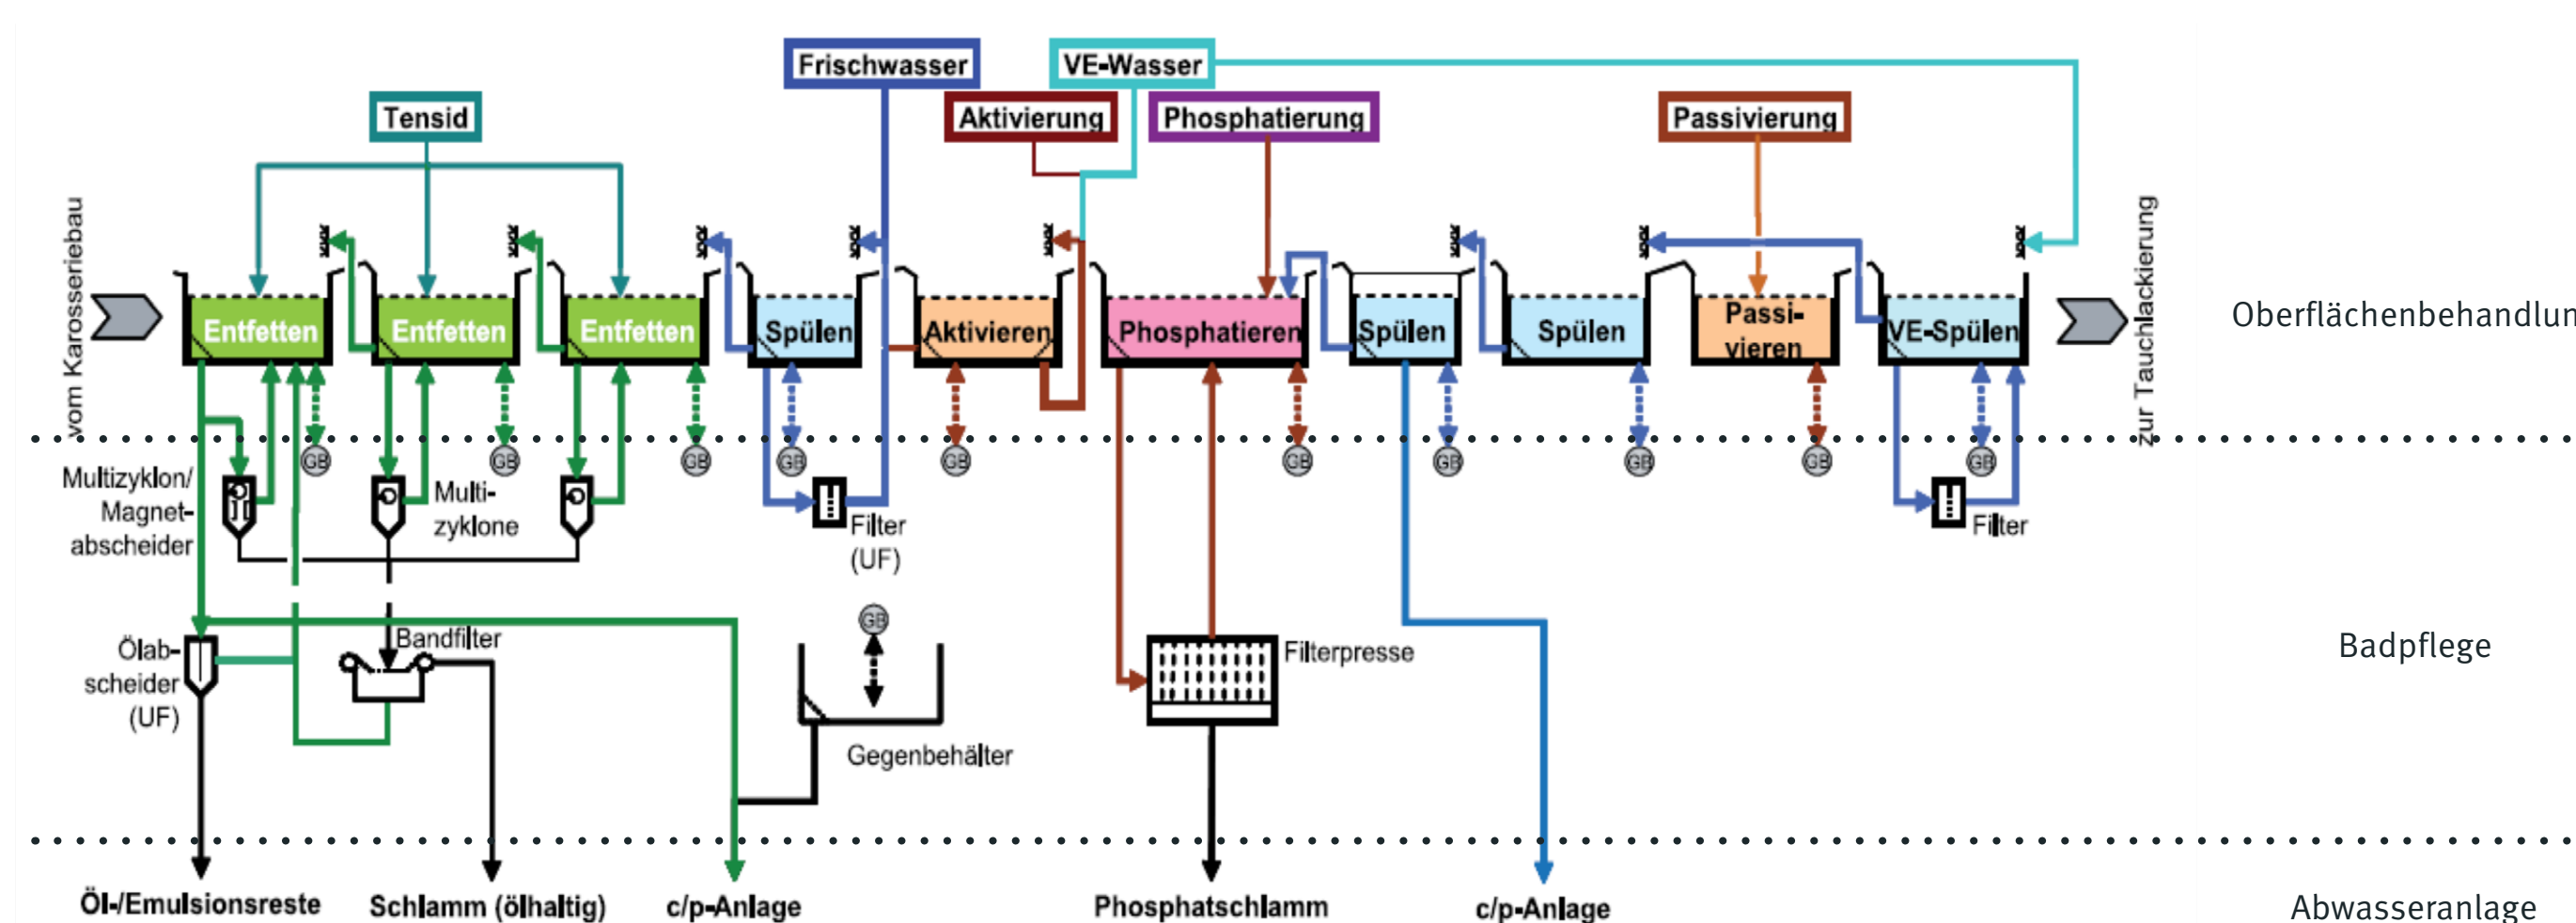 Frischwasser
VE-Wasser
Tensid
Aktivierung
Phosphatierung
Passivierung
vom Karosseriebau
Entfetten
Entfetten
Entfetten
Spülen
Aktivieren
Phosphatieren
Spülen
Spülen
Passi-
vieren
VE-Spülen
zur Tauchlackierung
Oberflächenbehandlun
GB
GB
GB
GB
GB
GB
GB
GB
GB
GB
Multizyklon/
Magnet-
abscheider
Multi-
zyklone
Filter
(UF)
Filter
GB
Ölab-
scheider
(UF)
Bandfilter
Gegenbehälter
Filterpresse
Badpflege
Öl-/Emulsionsreste
Schlamm (ölhaltig)
c/p-Anlage
Phosphatschlamm
c/p-Anlage
Abwasseranlage